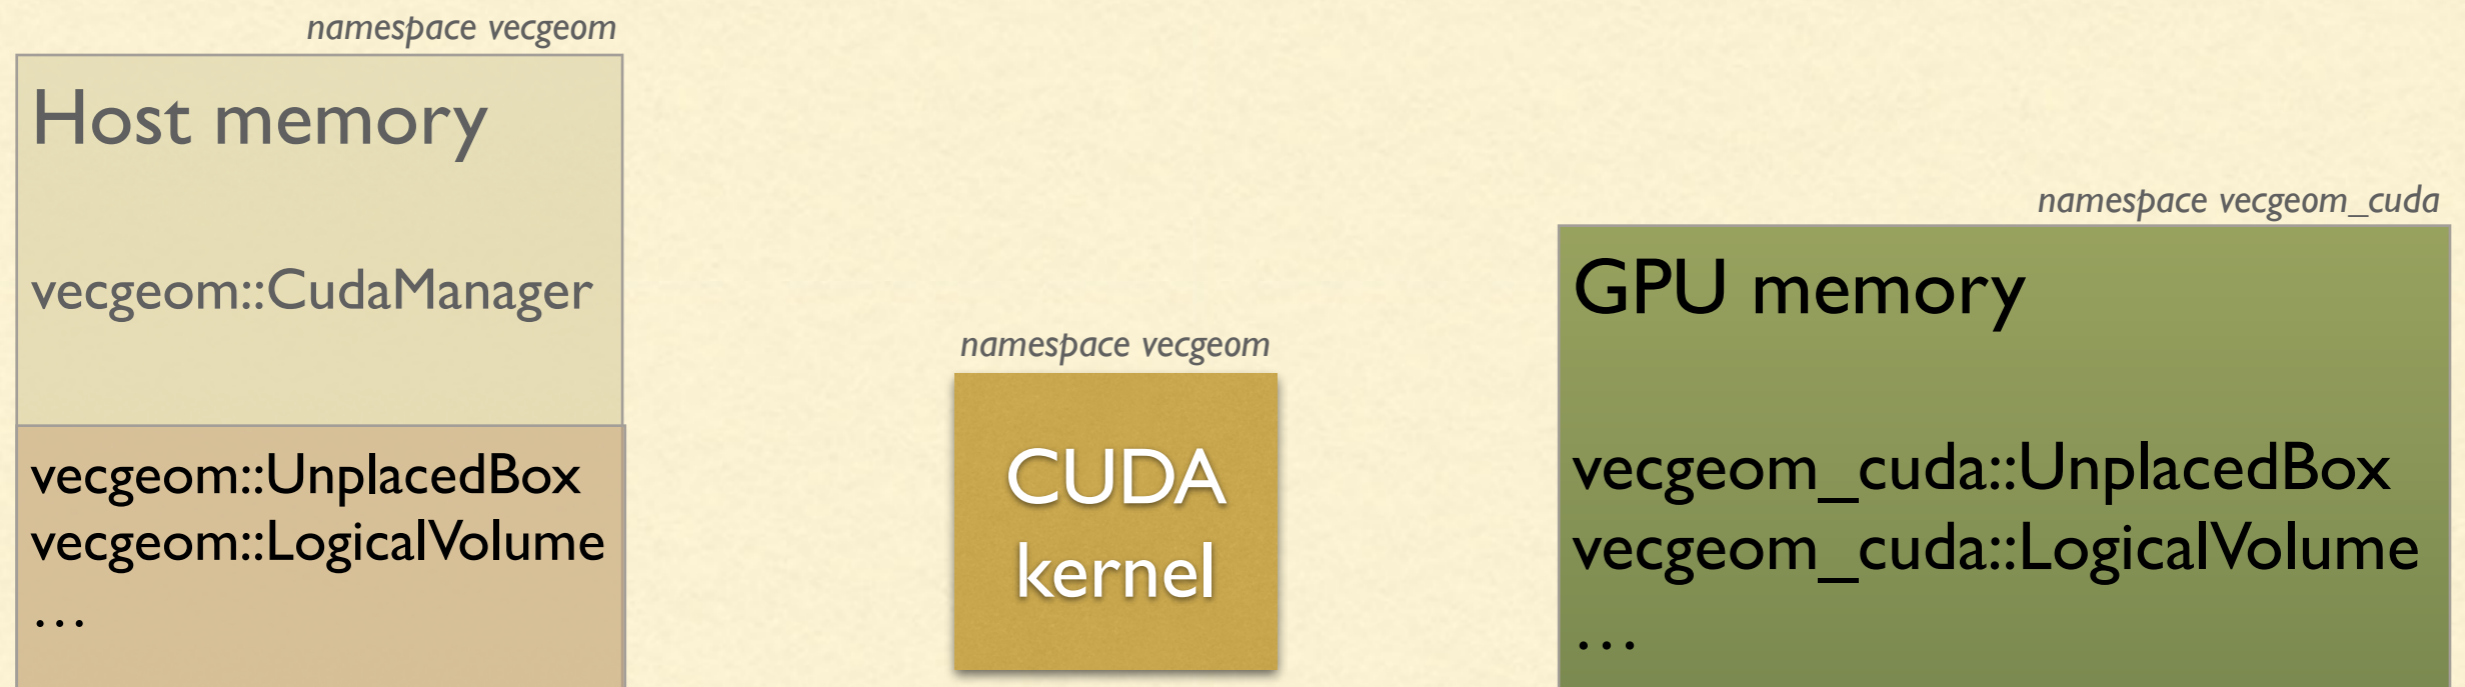 namespace vecgeom
Host memory
vecgeom::CudaManager
vecgeom::UnplacedBox
vecgeom::LogicalVolume
…
namespace vecgeom
CUDA
kernel
namespace vecgeom_cuda
GPU memory
vecgeom_cuda::UnplacedBox
vecgeom_cuda::LogicalVolume
…